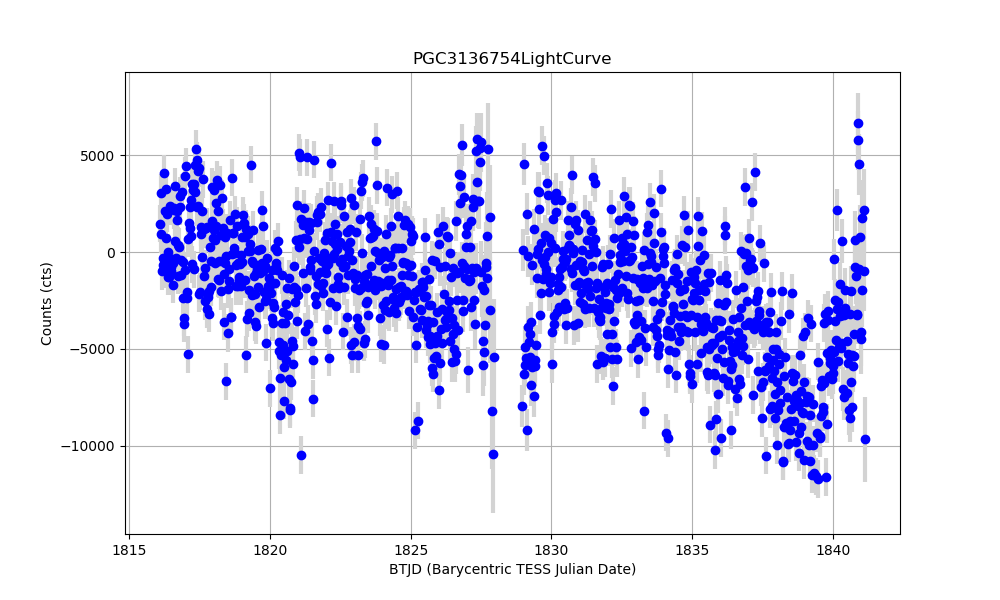 PGC3136754LightCurve
5000
0
−5000
−10000
Counts (cts)
1815 1820 1825 1830 1835 1840
BTJD (Barycentric TESS Julian Date)